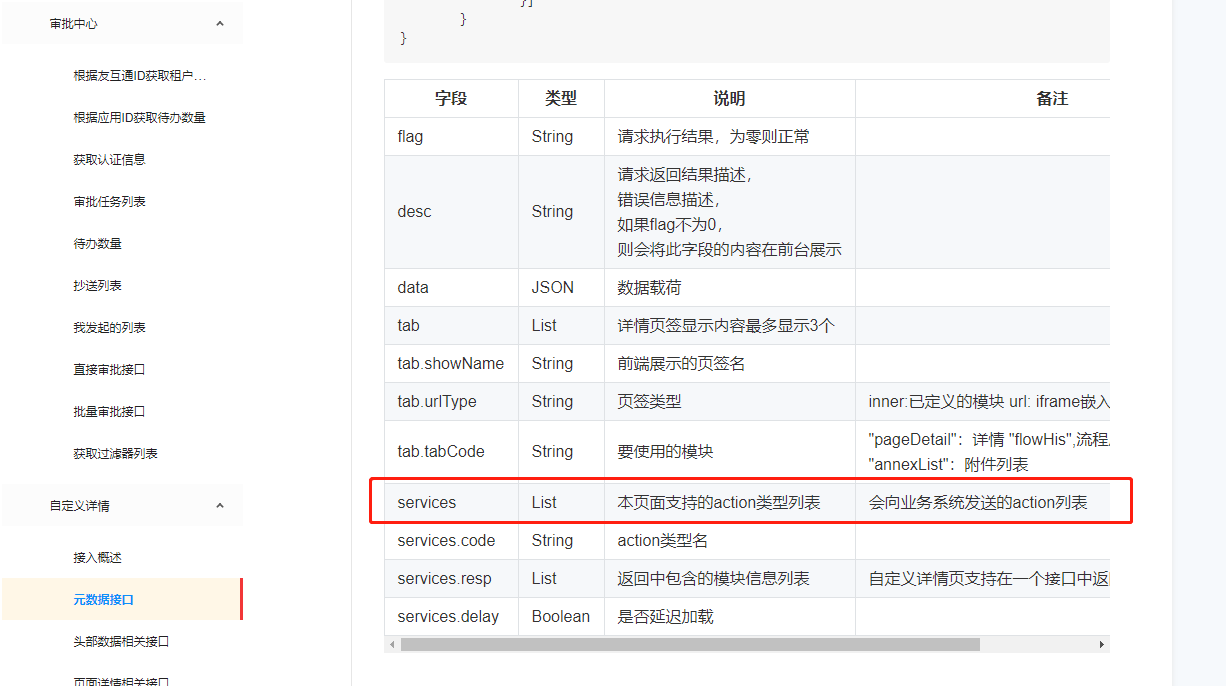 审批中心
根据友互通ID获取租户…
根据应用ID获取待办数量
获取认证信息
审批任务列表
待办数量
抄送列表
我发起的列表
直接审批接口
批量审批接口
获取过滤器列表
自定义详情
接入概述
元数据接口
头部数据相关接口
页面详情相关接口
}]
}
}
字段 类型 说明 备注
flag String 请求执行结果，为零则正常
desc String 请求返回结果描述，
错误信息描述，
如果flag不为0，
则会将此字段的内容在前台展示
data JSON 数据载荷
tab List 详情页签显示内容最多显示3个
tab.showName String 前端展示的页签名
tab.urlType String 页签类型 inner:已定义的模块 url: iframe嵌入
tab.tabCode String 要使用的模块 "pageDetail"：详情 "flowHis",流程
"annexList"：附件列表
services List 本页面支持的action类型列表 会向业务系统发送的action列表
services.code String action类型名
services.resp List 返回中包含的模块信息列表 自定义详情页支持在一个接口中返
services.delay Boolean 是否延迟加载